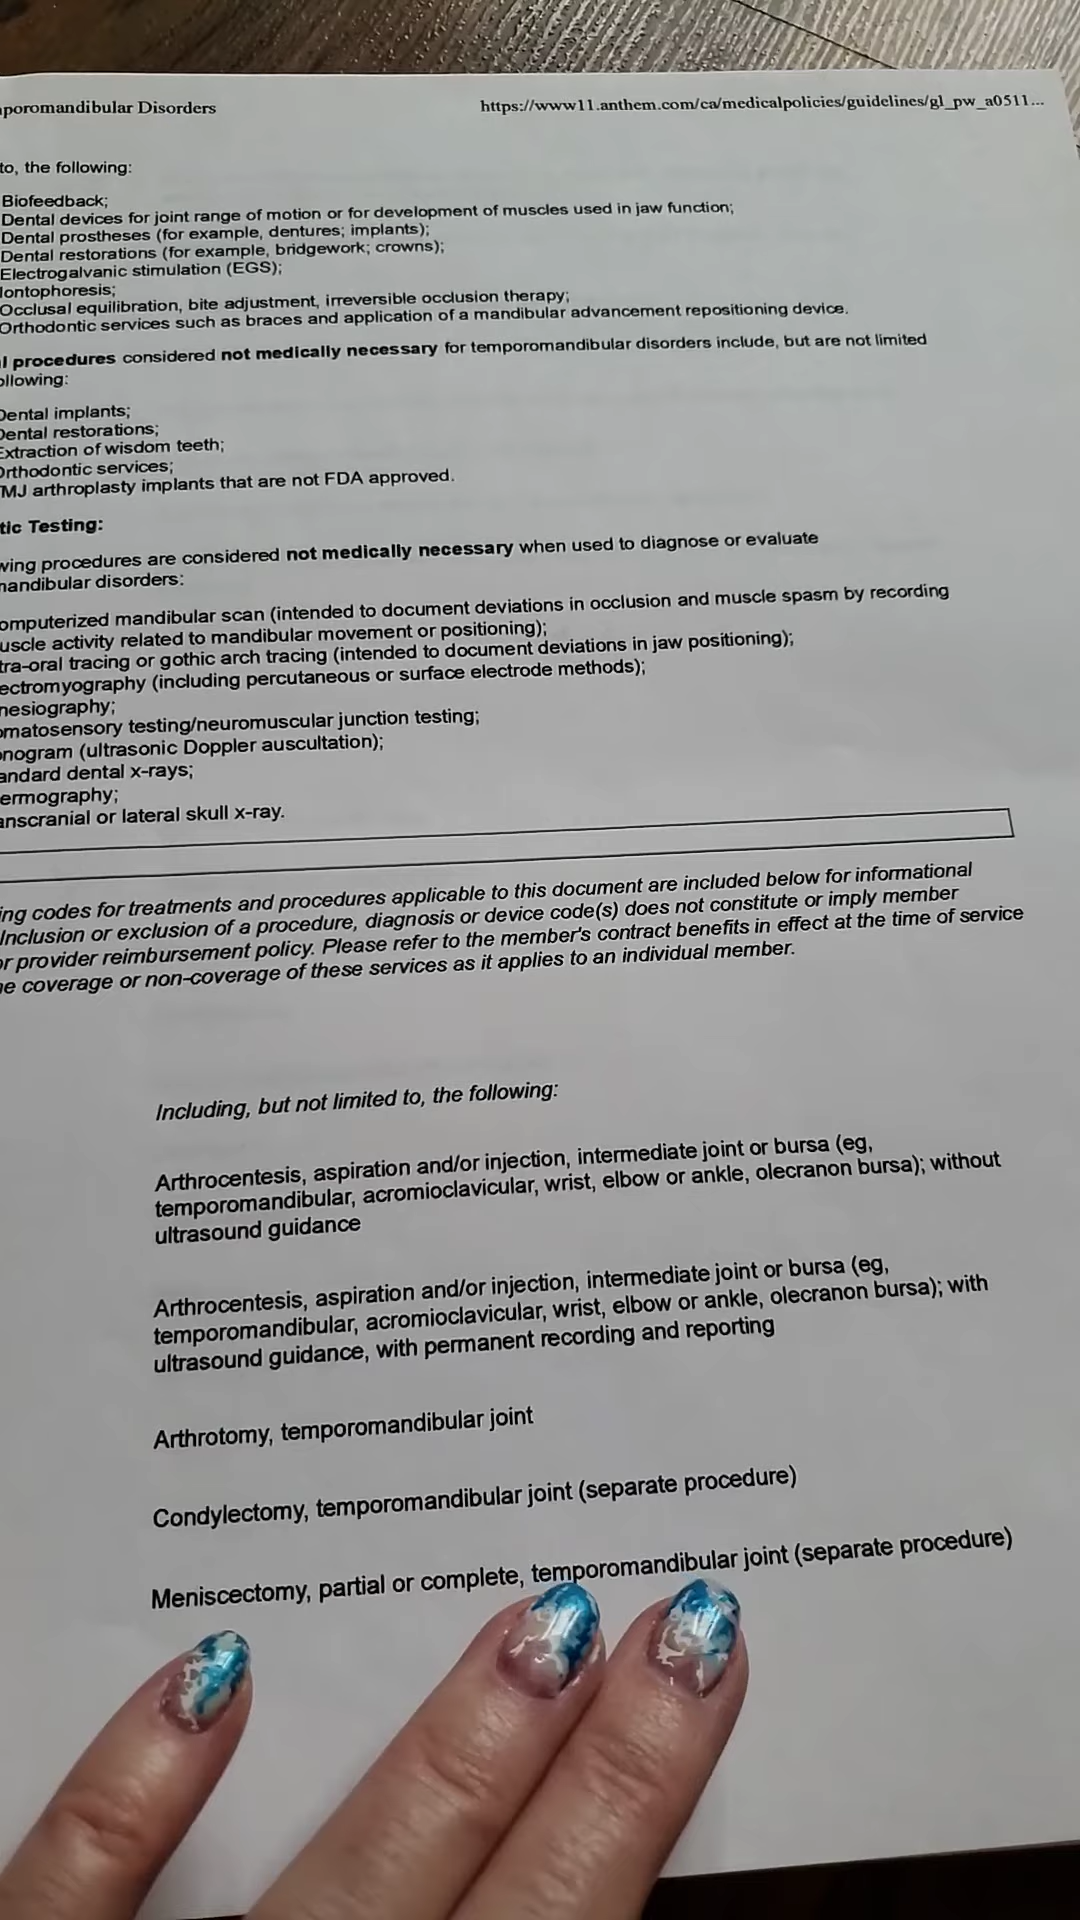 poromandibular Disorders https://www11.anthem.com/ca/medicalpolicies/guidelines/gl_pw_a0511...
to, the following:
Biofeedback;
Dental devices for joint range of motion or for development of muscles used in jaw function;
Dental prostheses (for example, dentures; implants);
Dental restorations (for example, bridgework; crowns);
Electrogalvanic stimulation (EGS);
Iontophoresis;
Occlusal equilibration, bite adjustment, irreversible occlusion therapy;
Orthodontic services such as braces and application of a mandibular advancement repositioning device.
l procedures considered not medically necessary for temporomandibular disorders include, but are not limited
ollowing:
Dental implants;
Dental restorations;
Extraction of wisdom teeth;
Orthodontic services;
MJ arthroplasty implants that are not FDA approved.
tic Testing:
wing procedures are considered not medically necessary when used to diagnose or evaluate
mandibular disorders:
omputerized mandibular scan (intended to document deviations in occlusion and muscle spasm by recording
uscle activity related to mandibular movement or positioning);
tra-oral tracing or gothic arch tracing (intended to document deviations in jaw positioning);
ectromyography (including percutaneous or surface electrode methods);
nesiography;
omatosensory testing/neuromuscular junction testing;
onogram (ultrasonic Doppler auscultation);
andard dental x-rays;
ermography;
anscranial or lateral skull x-ray.
ing codes for treatments and procedures applicable to this document are included below for informational
Inclusion or exclusion of a procedure, diagnosis or device code(s) does not constitute or imply member
or provider reimbursement policy. Please refer to the member's contract benefits in effect at the time of service
ne coverage or non-coverage of these services as it applies to an individual member.
Including, but not limited to, the following:
Arthrocentesis, aspiration and/or injection, intermediate joint or bursa (eg,
temporomandibular, acromioclavicular, wrist, elbow or ankle, olecranon bursa); without
ultrasound guidance
Arthrocentesis, aspiration and/or injection, intermediate joint or bursa (eg,
temporomandibular, acromioclavicular, wrist, elbow or ankle, olecranon bursa); with
ultrasound guidance, with permanent recording and reporting
Arthrotomy, temporomandibular joint
Condylectomy, temporomandibular joint (separate procedure)
Meniscectomy, partial or complete, temporomandibular joint (separate procedure)